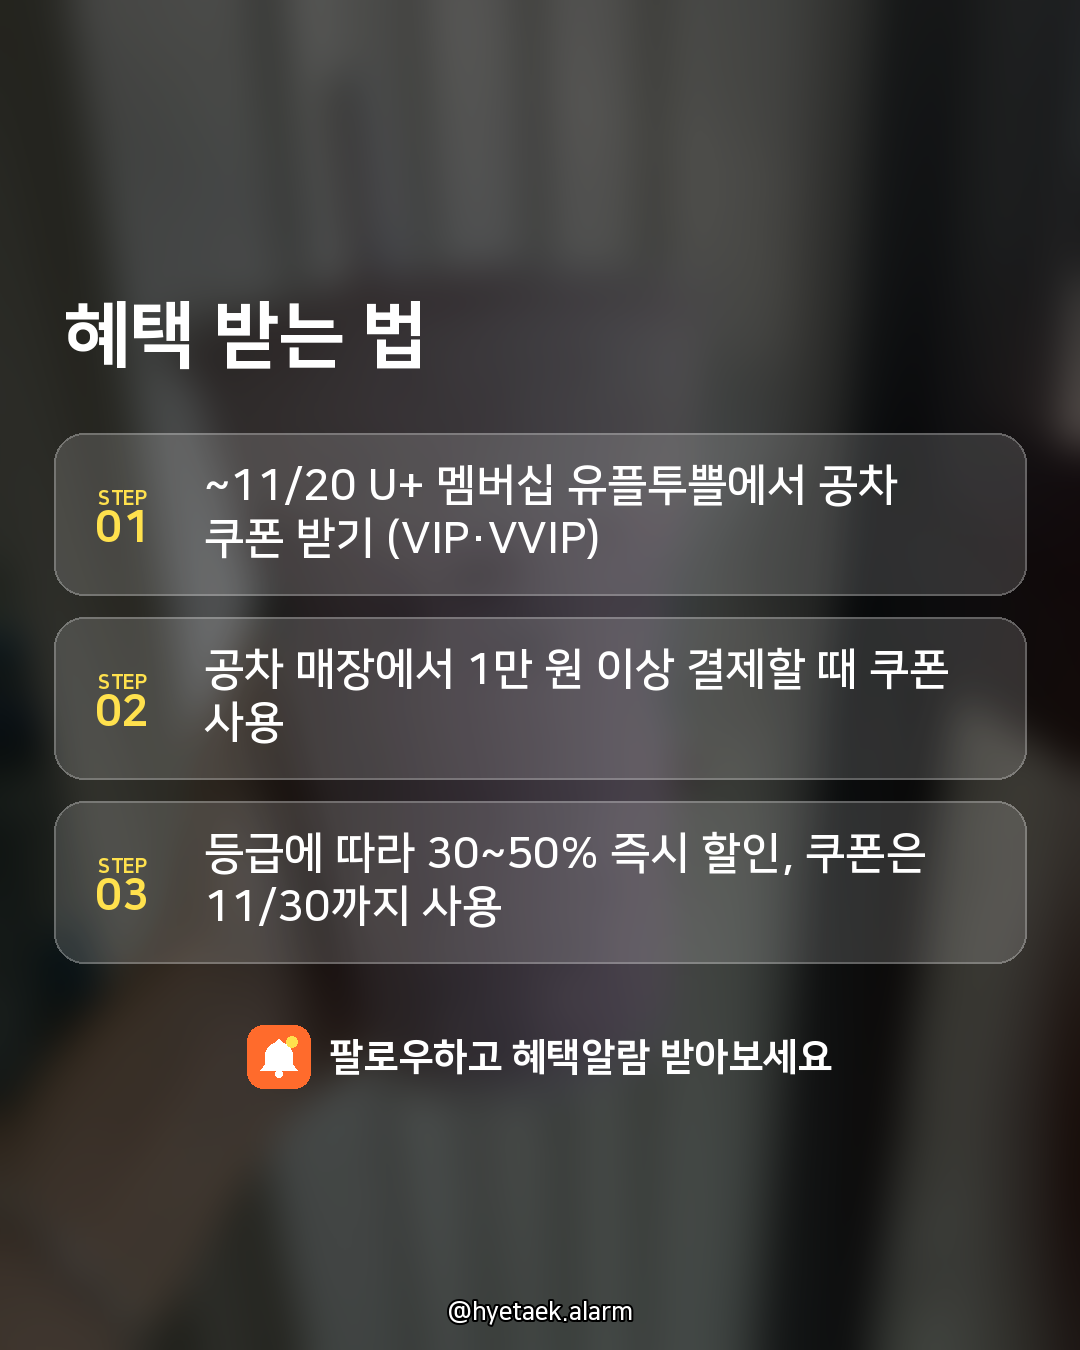 혜택 받는 법
STEP
01
~11/20 U+ 멤버십 유플투쁠에서 공차
쿠폰 받기 (VIP·VVIP)
STEP
02
공차 매장에서 1만 원 이상 결제할 때 쿠폰
사용
STEP
03
등급에 따라 30~50% 즉시 할인, 쿠폰은
11/30까지 사용
팔로우하고 혜택알람 받아보세요
@hyetaek.alarm